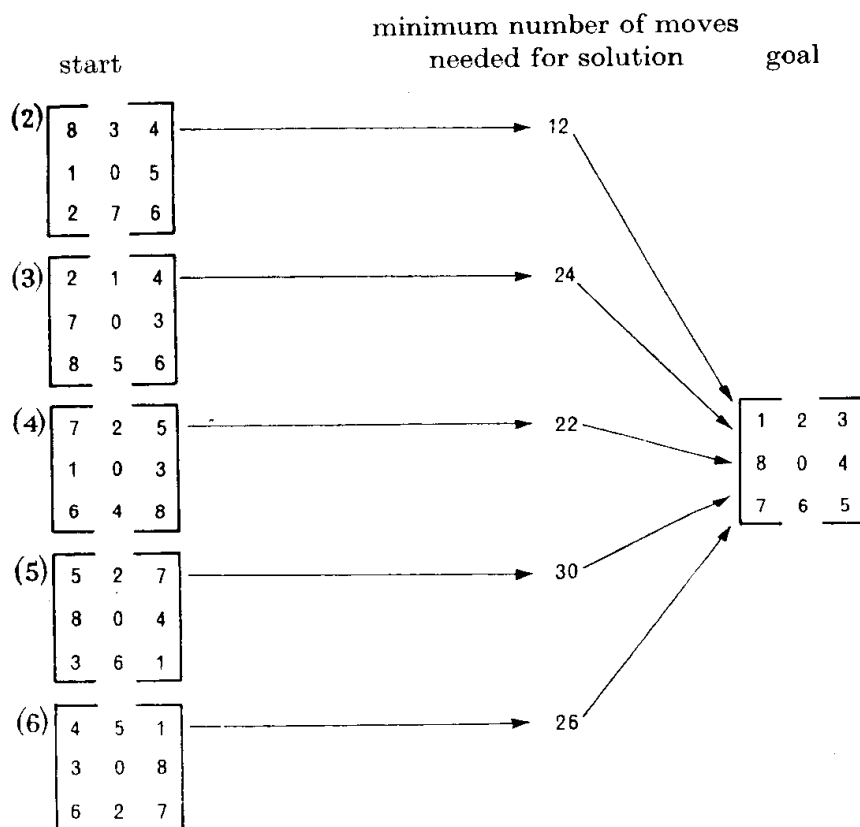 minimum number of moves
start needed for solution goal
(2) 8 3 4 12
1 0 5
2 7 6
(3) 2 1 4 24
7 0 3
8 5 6
(4) 7 2 5 22
1 0 3
6 4 8
1 2 3
8 0 4
7 6 5
(5) 5 2 7 30
8 0 4
3 6 1
(6) 4 5 1 26
3 0 8
6 2 7